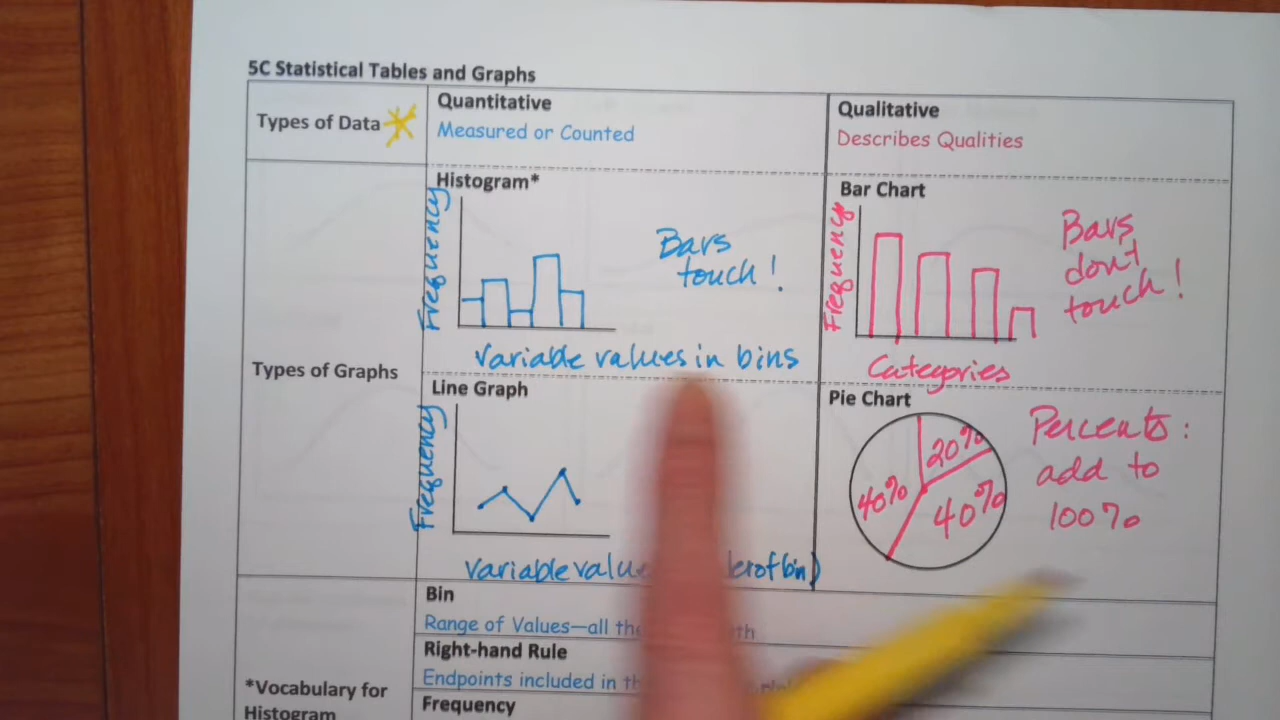 5C Statistical Tables and Graphs
Types of Data
Quantitative
Measured or Counted
Qualitative
Describes Qualities
Types of Graphs
Histogram*
Frequency
Bars
touch!
Variable values in bins
Bar Chart
Frequency
Bars
don't
touch!
Categories
Line Graph
Frequency
variable
of bin)
Pie Chart
20%
40%
40%
Percents:
add to
100%
*Vocabulary for
Histogram
Bin
Range of Values—all
Right-hand Rule
Endpoints included in
Frequency